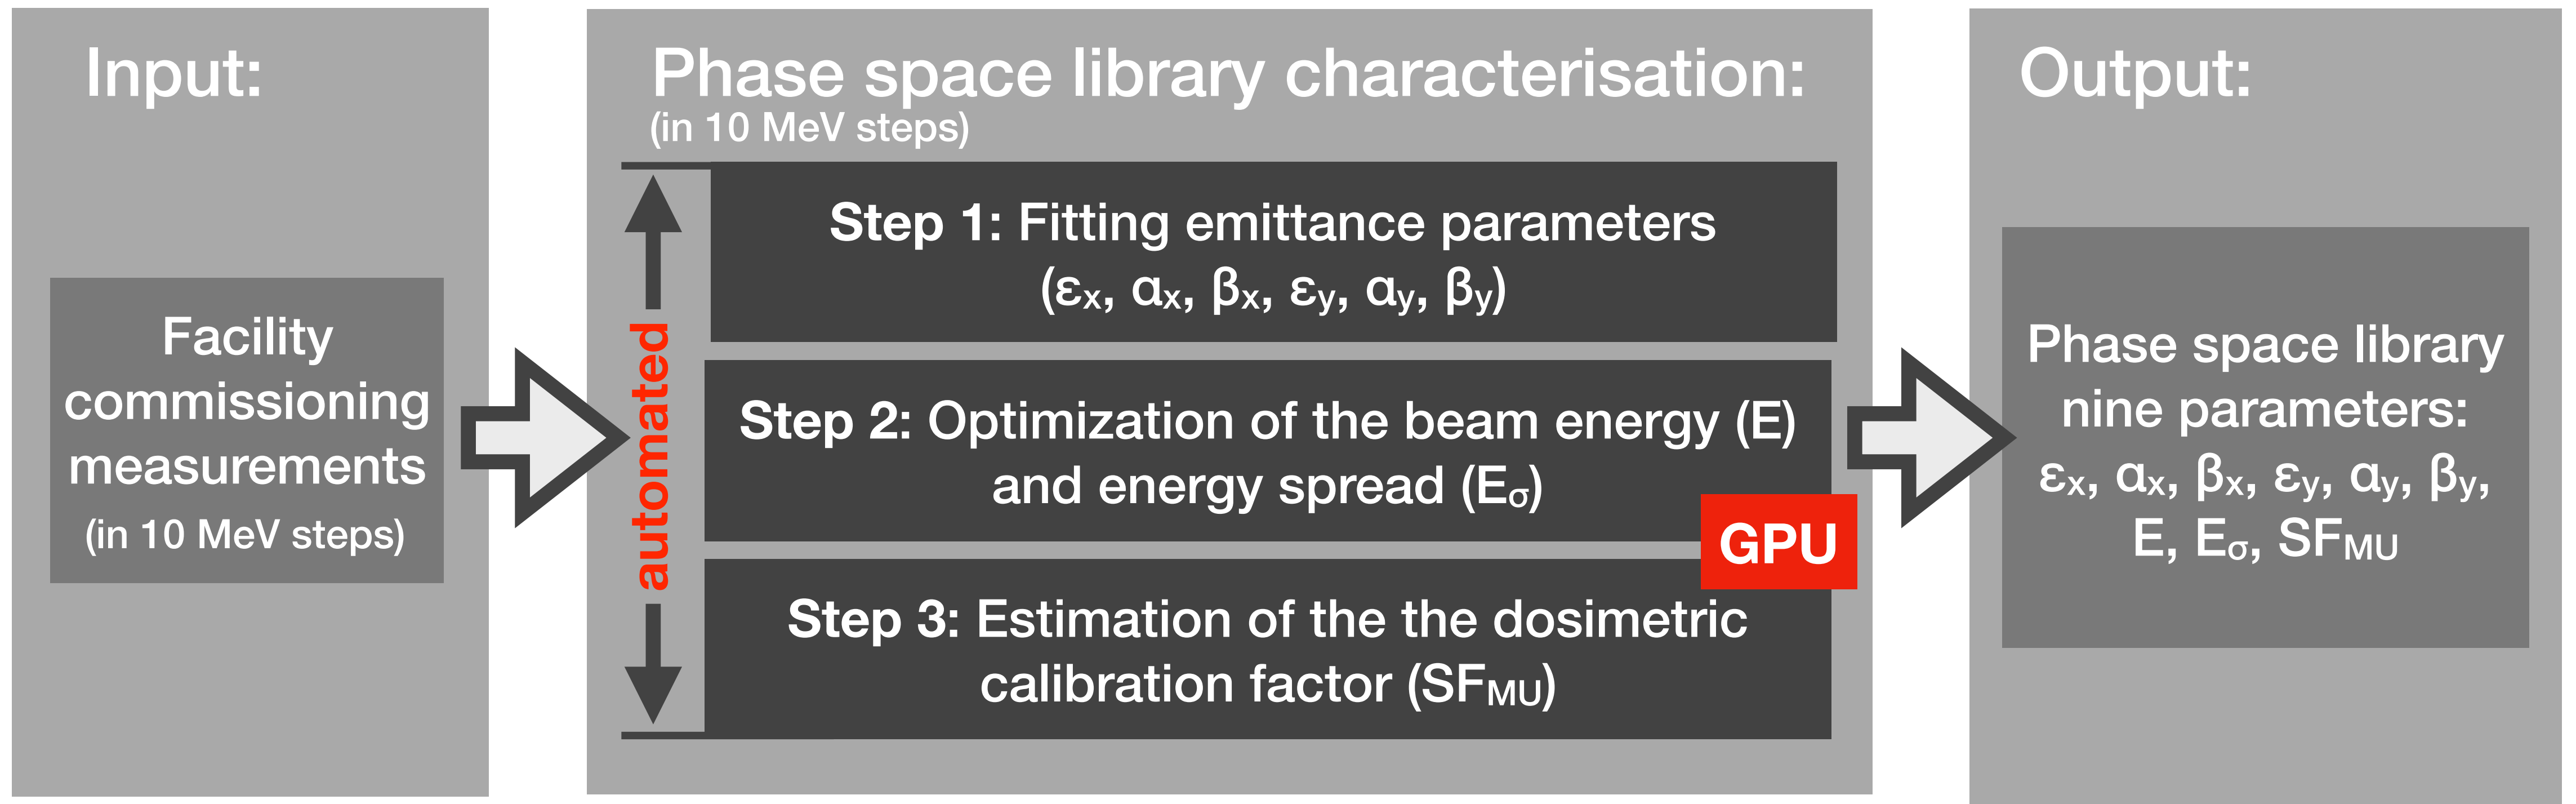 Input:
Facility
commissioning
measurements
(in 10 MeV steps)
Phase space library characterisation:
(in 10 MeV steps)
automated
Step 1: Fitting emittance parameters
(εx, αx, βx, εy, αy, βy)
Step 2: Optimization of the beam energy (E)
and energy spread (Eσ)
GPU
Step 3: Estimation of the the dosimetric
calibration factor (SFMU)
Output:
Phase space library
nine parameters:
εx, αx, βx, εy, αy, βy,
E, Eσ, SFMU